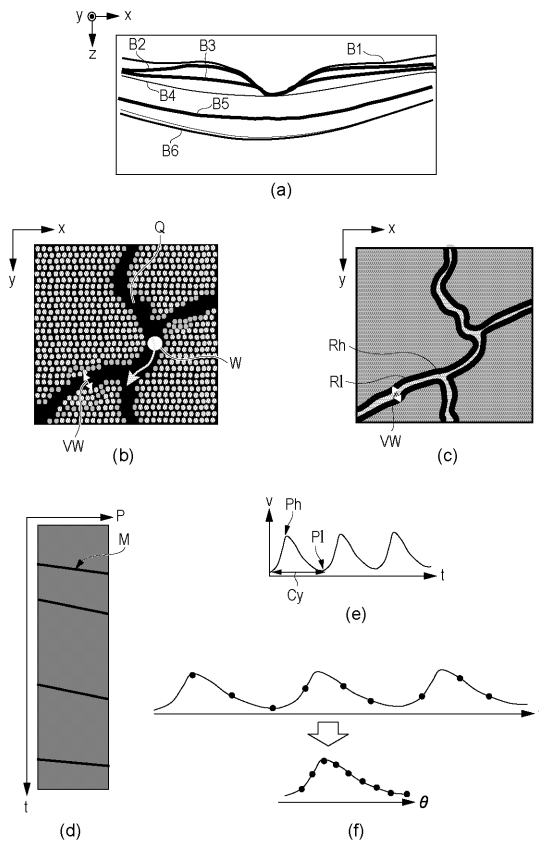 y x
z
B2 B3 B1
B4
B5
B6
(a)
x
y
Q
W
VW
(b)
x
y
Rh
Rl
VW
(c)
P
M
t
(d)
v
Ph
Pl
t
Cy
(e)
θ
(f)